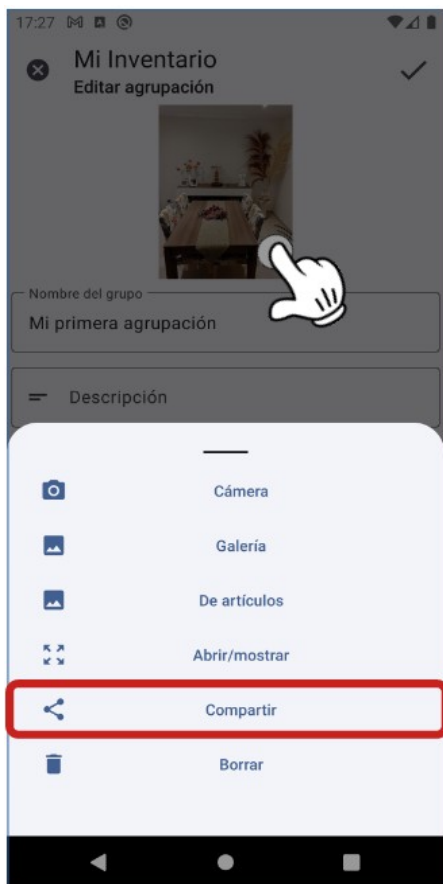 17:27
Mi Inventario
Editar agrupación
Nombre del grupo
Mi primera agrupación
Descripción
Cámera
Galería
De artículos
Abrir/mostrar
Compartir
Borrar